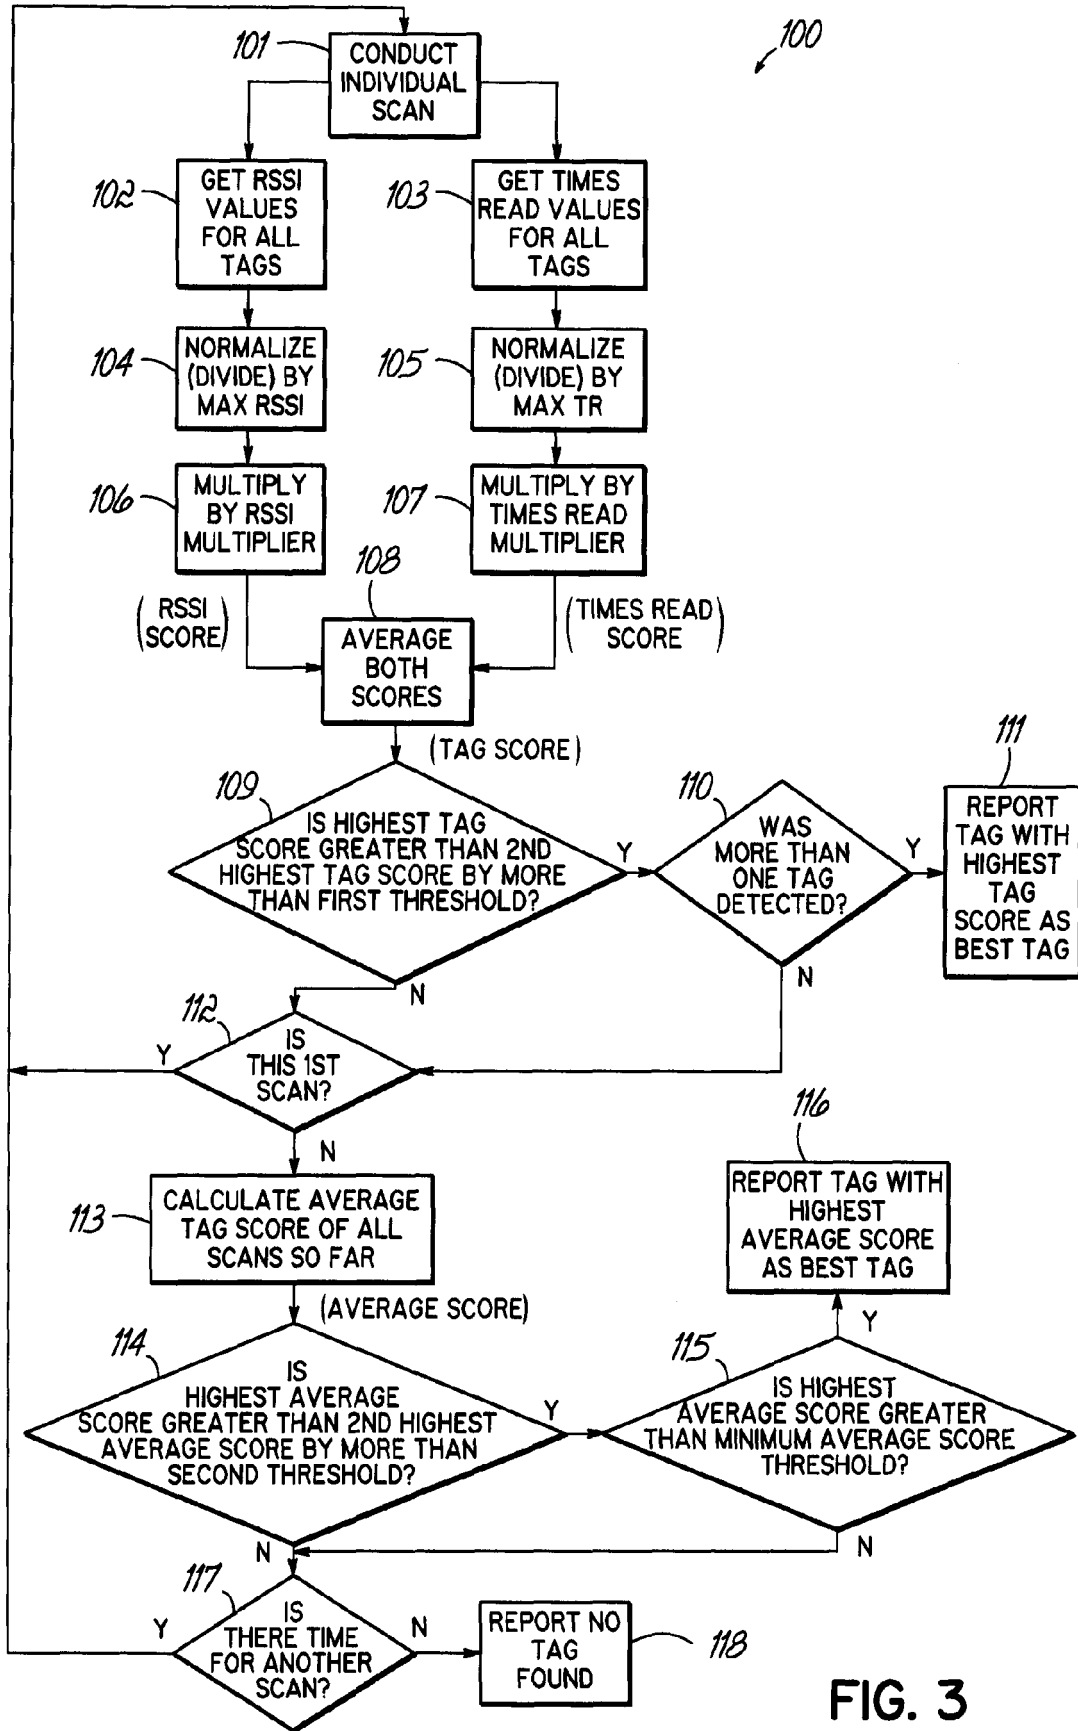 100
101
CONDUCT
INDIVIDUAL
SCAN
102
GET RSSI
VALUES
FOR ALL
TAGS
103
GET TIMES
READ VALUES
FOR ALL
TAGS
104
NORMALIZE
(DIVIDE) BY
MAX RSSI
105
NORMALIZE
(DIVIDE) BY
MAX TR
106
MULTIPLY
BY RSSI
MULTIPLIER
107
MULTIPLY BY
TIMES READ
MULTIPLIER
(RSSI
SCORE)
108
AVERAGE
BOTH
SCORES
(TIMES READ
SCORE)
(TAG SCORE)
109
IS HIGHEST TAG
SCORE GREATER THAN 2ND
HIGHEST TAG SCORE BY MORE
THAN FIRST THRESHOLD?
Y
N
110
WAS
MORE THAN
ONE TAG
DETECTED?
Y
N
111
REPORT
TAG WITH
HIGHEST
TAG
SCORE AS
BEST TAG
112
IS
THIS 1ST
SCAN?
Y
N
113
CALCULATE AVERAGE
TAG SCORE OF ALL
SCANS SO FAR
(AVERAGE SCORE)
116
REPORT TAG WITH
HIGHEST
AVERAGE SCORE
AS BEST TAG
114
IS
HIGHEST AVERAGE
SCORE GREATER THAN 2ND HIGHEST
AVERAGE SCORE BY MORE THAN
SECOND THRESHOLD?
Y
N
115
IS HIGHEST
AVERAGE SCORE GREATER
THAN MINIMUM AVERAGE SCORE
THRESHOLD?
Y
N
117
IS
THERE TIME
FOR ANOTHER
SCAN?
Y
N
REPORT NO
TAG
FOUND
118
FIG. 3